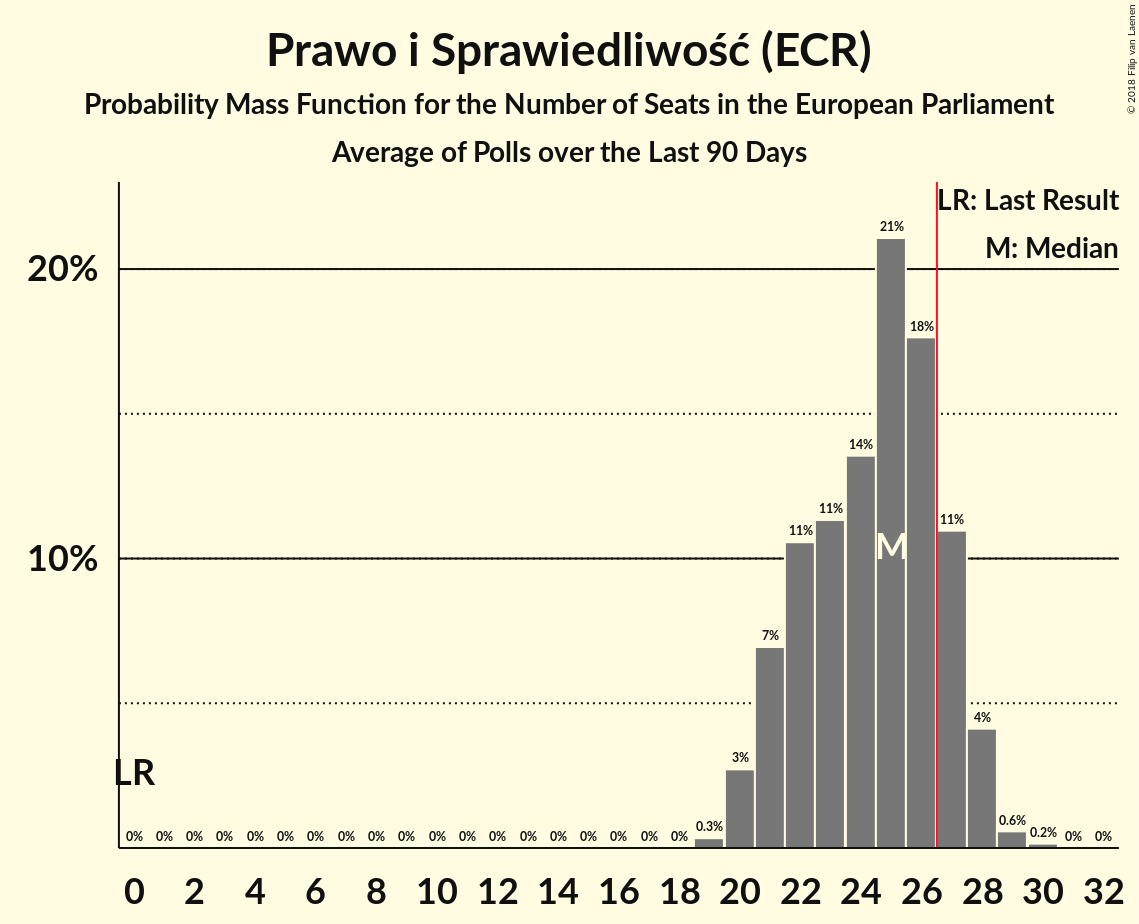 Prawo i Sprawiedliwość (ECR)
Probability Mass Function for the Number of Seats in the European Parliament
Average of Polls over the Last 90 Days
© 2018 Filip van Laenen
LR: Last Result
M: Median
20%
10%
LR
M
0% 0% 0% 0% 0% 0% 0% 0% 0% 0% 0% 0% 0% 0% 0% 0% 0% 0% 0% 0.3% 3% 7% 11% 11% 14% 21% 18% 11% 4% 0.6% 0.2% 0% 0%
0 2 4 6 8 10 12 14 16 18 20 22 24 26 28 30 32